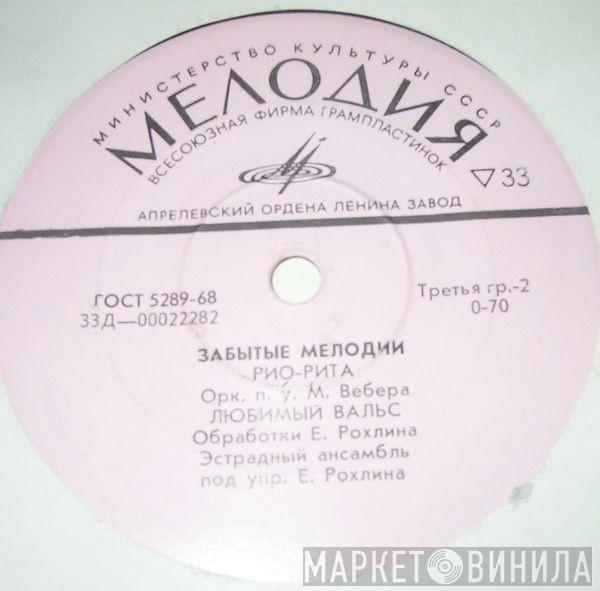 МИНИСТЕРСТВО КУЛЬТУРЫ СССР
МЕЛОДИЯ
ВСЕСОЮЗНАЯ ФИРМА ГРАМПЛАСТИНОК
▽33
АПРЕЛЕВСКИЙ ОРДЕНА ЛЕНИНА ЗАВОД
ГОСТ 5289-68
33Д—00022282
Третья гр.-2
0-70
ЗАБЫТЫЕ МЕЛОДИИ
РИО-РИТА
Орк. п. у. М. Вебера
ЛЮБИМЫЙ ВАЛЬС
Обработки Е. Рохлина
Эстрадный ансамбль
под упр. Е. Рохлина
МАРКЕТ ВИНИЛА